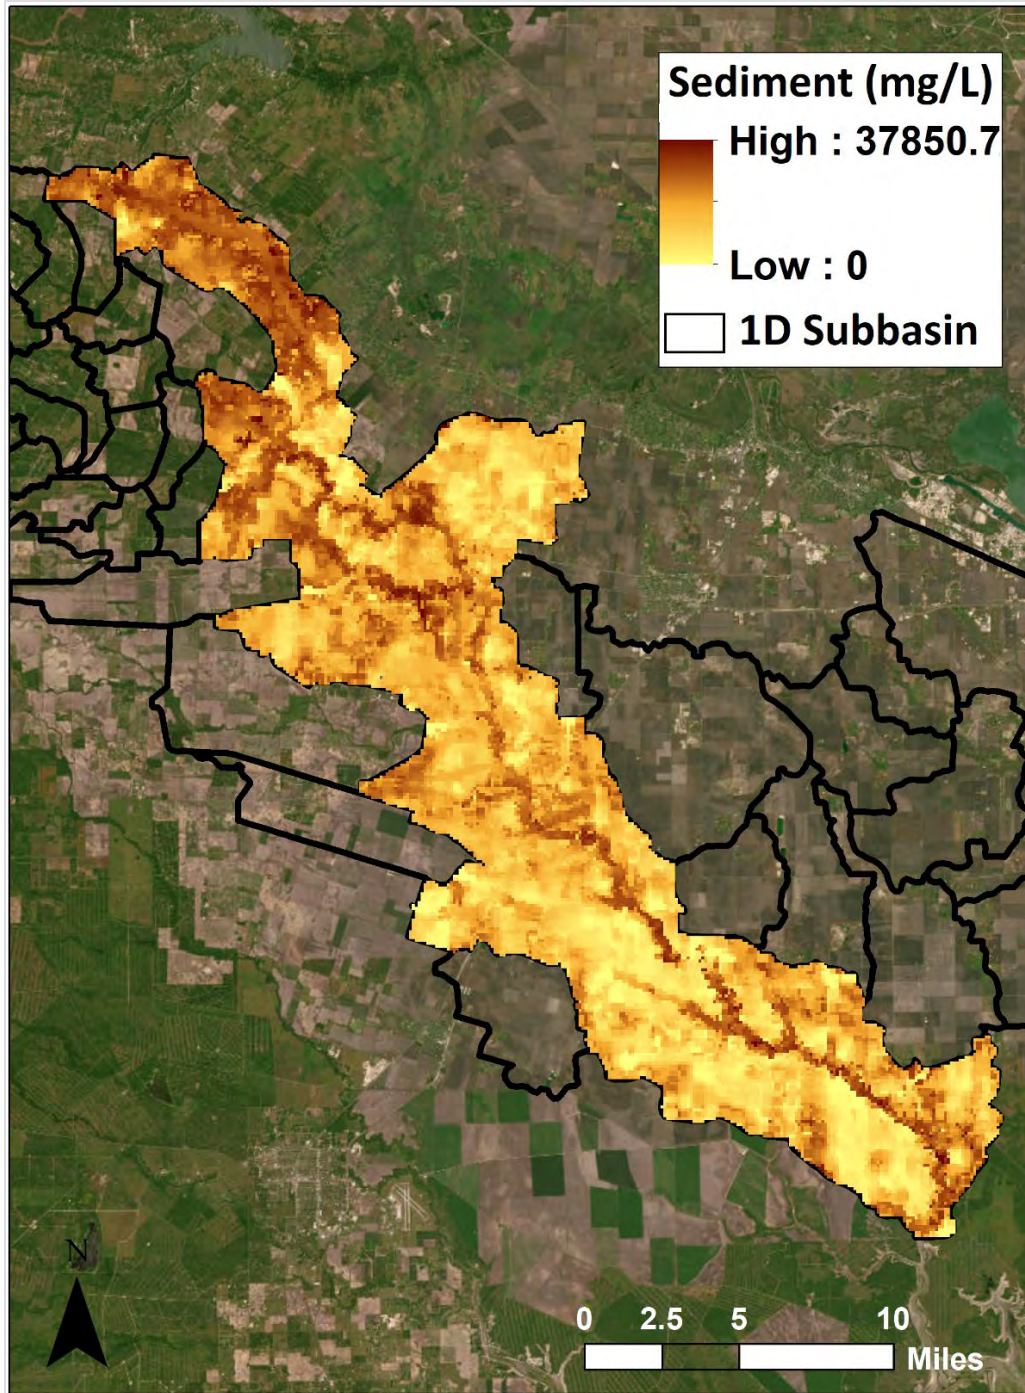 Sediment (mg/L)
High : 37850.7
Low : 0
1D Subbasin
N
0 2.5 5 10
Miles